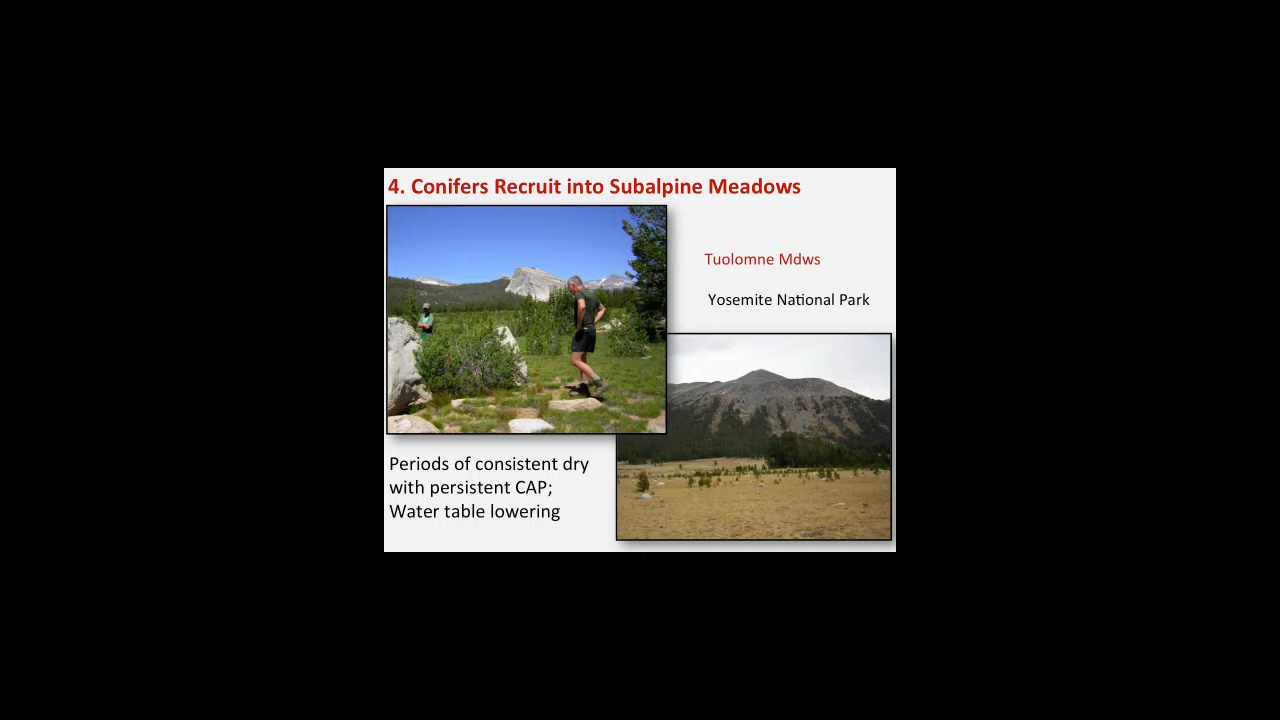 4. Conifers Recruit into Subalpine Meadows
Tuolomne Mdws
Yosemite National Park
Periods of consistent dry
with persistent CAP;
Water table lowering